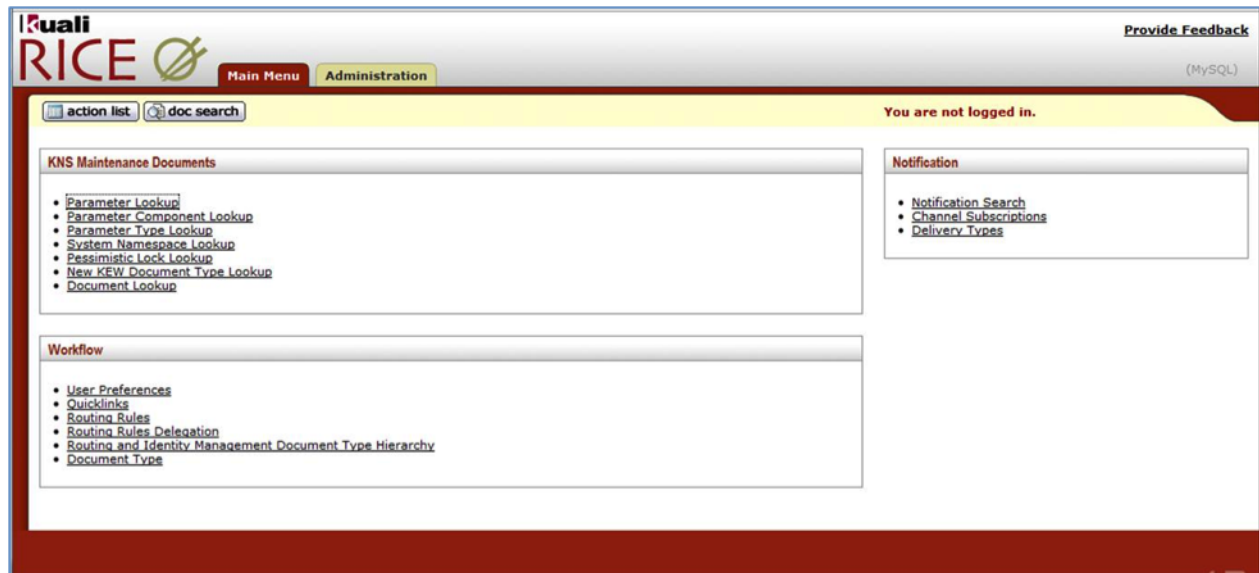 Kuali
RICE
Provide Feedback
Main Menu
Administration
(MySQL)
action list
doc search
You are not logged in.
KNS Maintenance Documents
Parameter Lookup
Parameter Component Lookup
Parameter Type Lookup
System Namespace Lookup
Pessimistic Lock Lookup
New KEW Document Type Lookup
Document Lookup
Notification
Notification Search
Channel Subscriptions
Delivery Types
Workflow
User Preferences
Quicklinks
Routing Rules
Routing Rules Delegation
Routing and Identity Management Document Type Hierarchy
Document Type